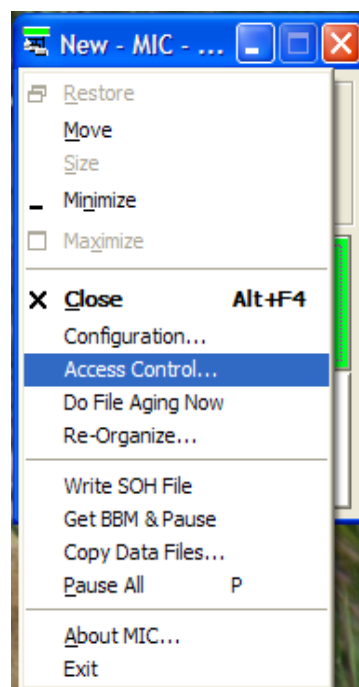 New - MIC - ...
Restore
Move
Size
Minimize
Maximize
Close Alt+F4
Configuration...
Access Control...
Do File Aging Now
Re-Organize...
Write SOH File
Get BBM & Pause
Copy Data Files...
Pause All P
About MIC...
Exit